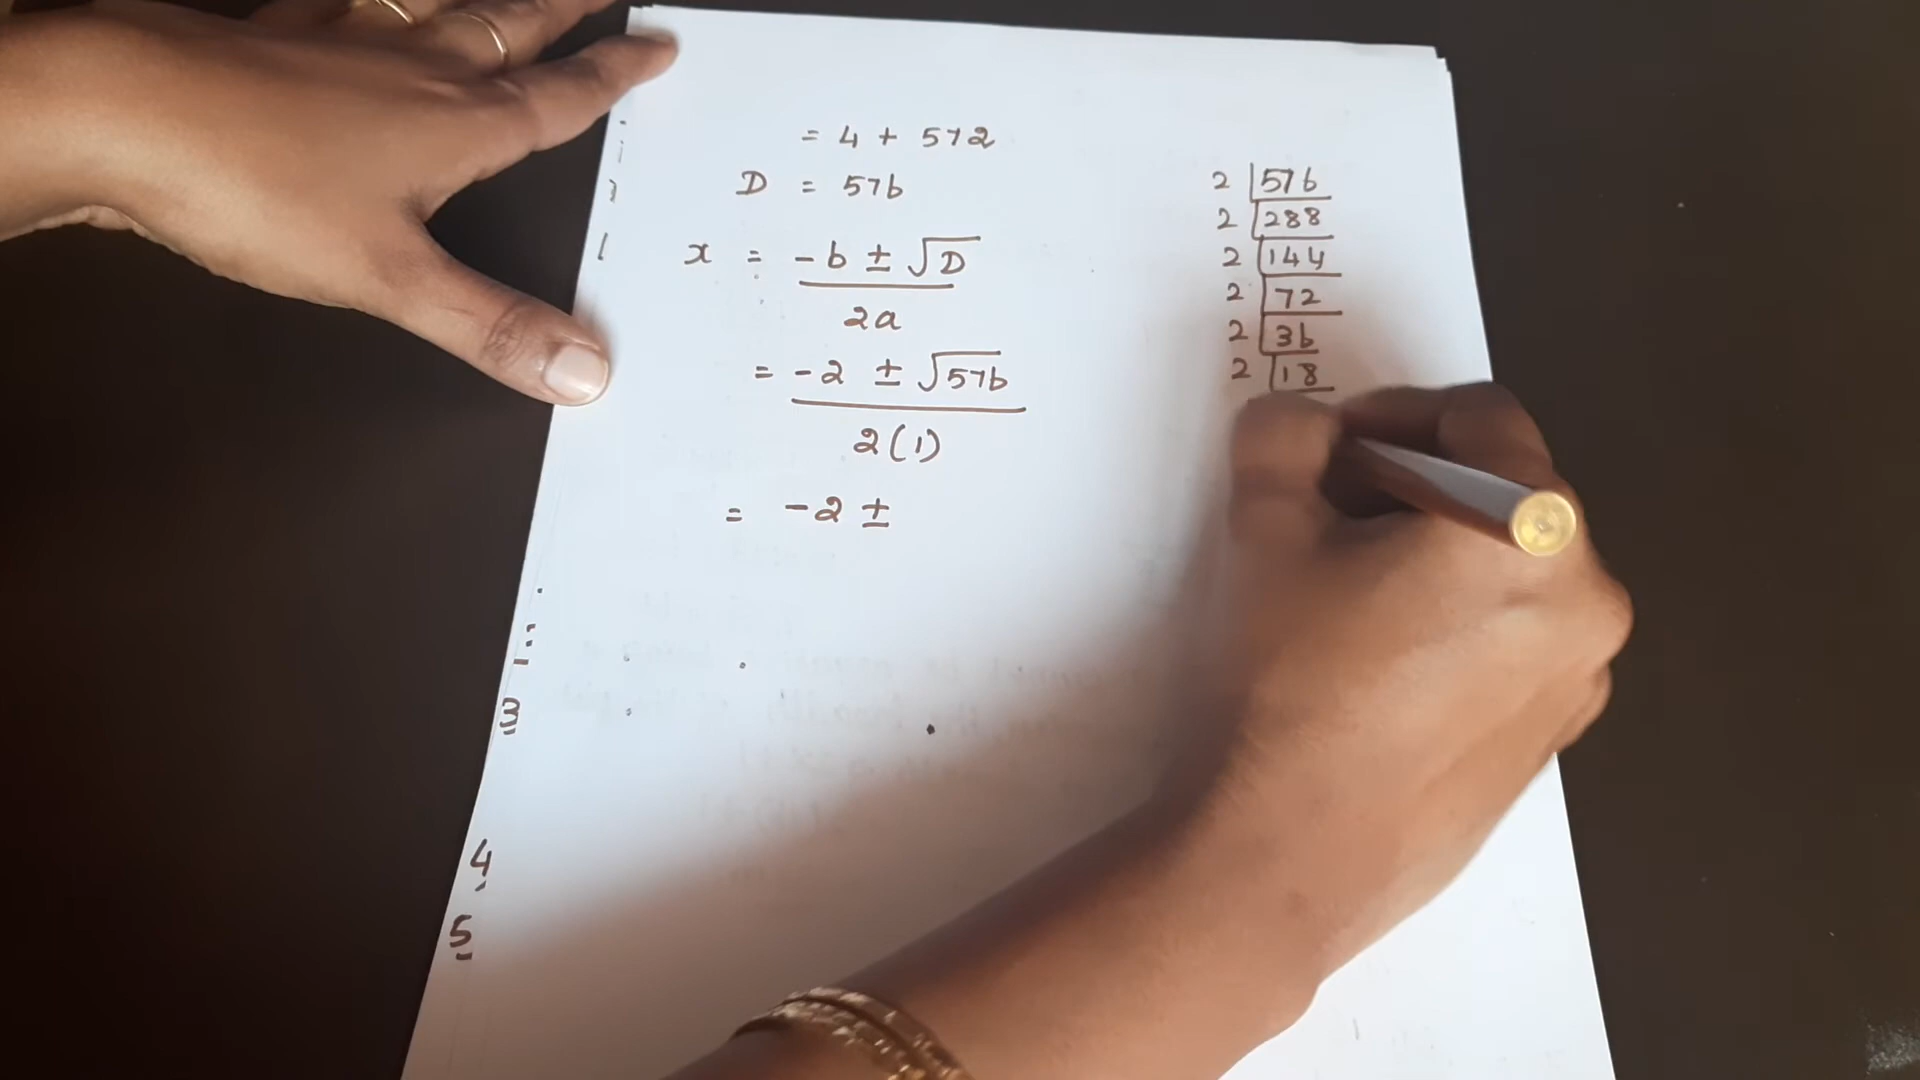 = 4 + 572
D = 576
x = -b ± √D
2a
= -2 ± √576
2(1)
= -2 ±
2 | 576
2 | 288
2 | 144
2 | 72
2 | 36
2 | 18
3
4
5